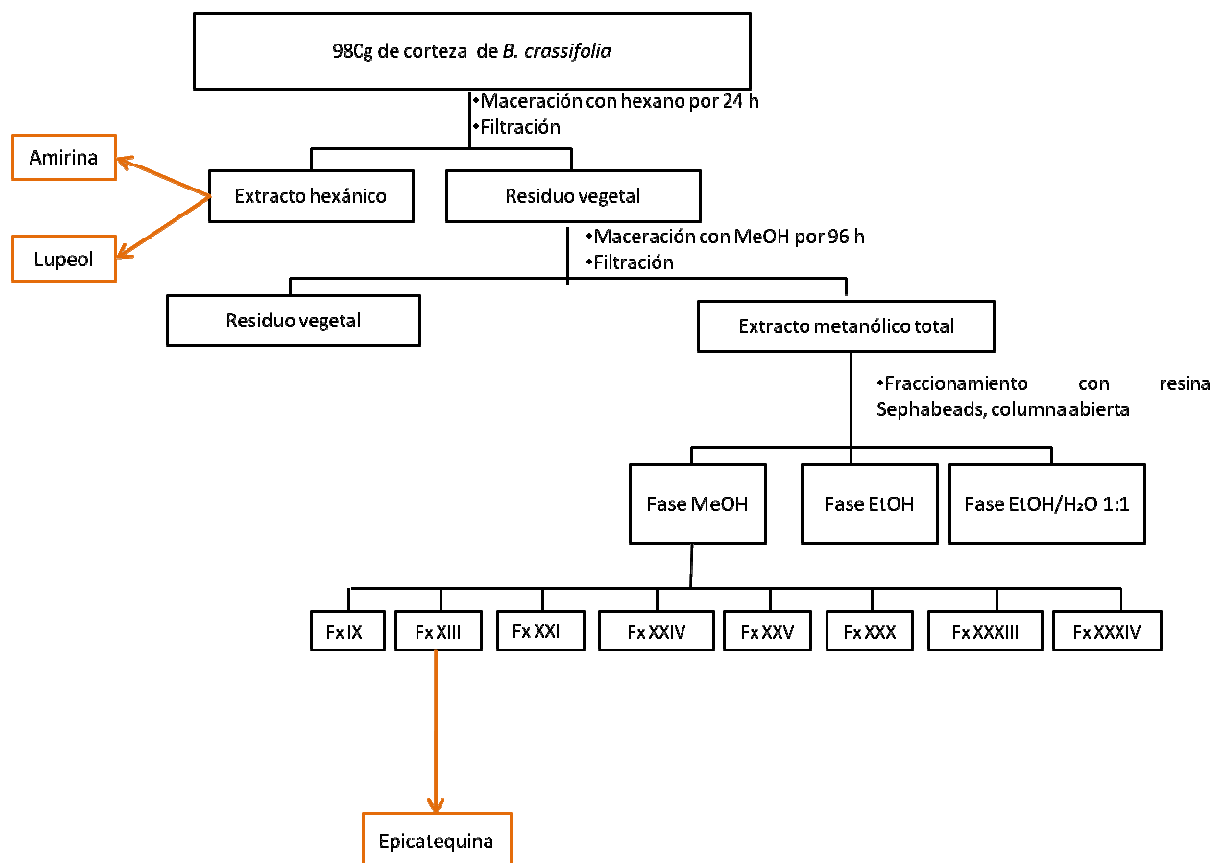 98Cg de corteza de B. crassifolia
•Maceración con hexano por 24 h
•Filtración
Amirina
Extracto hexánico
Residuo vegetal
Lupeol
•Maceración con MeOH por 96 h
•Filtración
Residuo vegetal
Extracto metanólico total
•Fraccionamiento con resina
Sephabeads, columna abierta
Fase MeOH
Fase EtOH
Fase EtOH/H₂O 1:1
Fx IX
Fx XIII
Fx XXI
Fx XXIV
Fx XXV
Fx XXX
Fx XXXIII
Fx XXXIV
Epicatequina